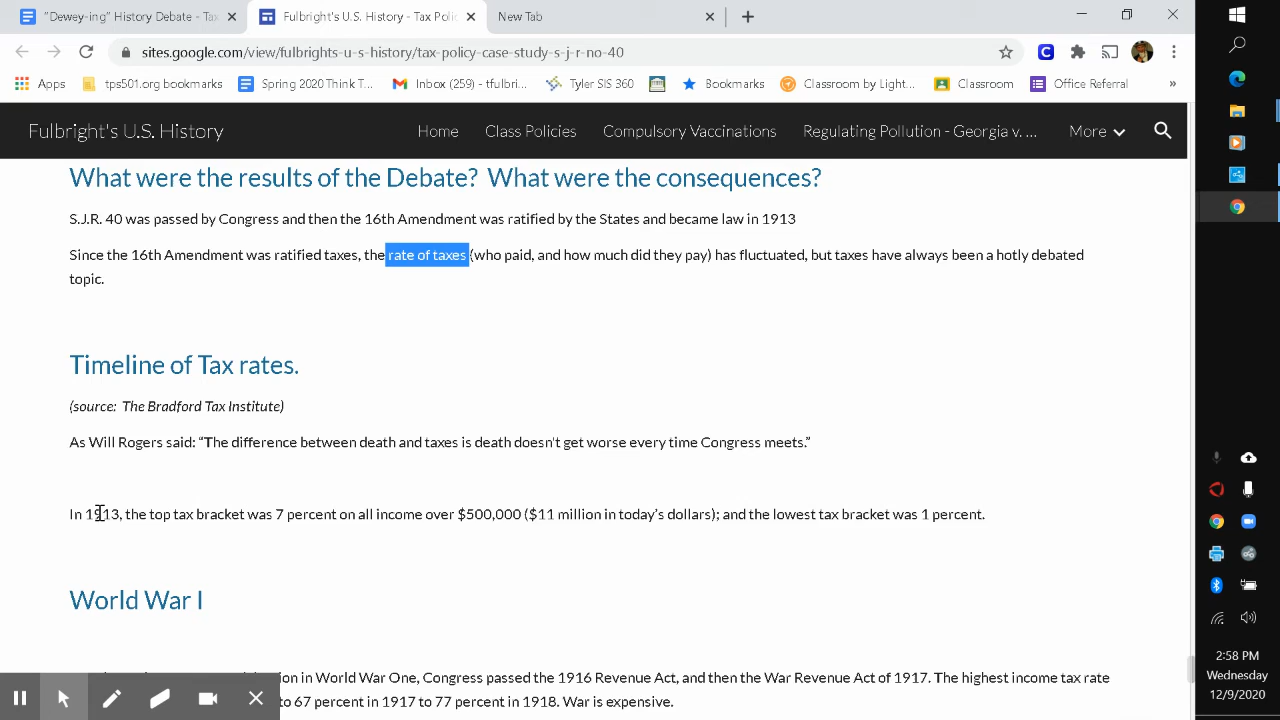 "Dewey-ing" History Debate - Tax
Fulbright's U.S. History - Tax Polic
New Tab
sites.google.com/view/fulbrights-u-s-history/tax-policy-case-study-s-j-r-no-40
Apps
tps501.org bookmarks
Spring 2020 Think T...
Inbox (259) - tfulbri...
Tyler SIS 360
Bookmarks
Classroom by Light...
Classroom
Office Referral
»
Fulbright's U.S. History
Home
Class Policies
Compulsory Vaccinations
Regulating Pollution - Georgia v. ...
More
What were the results of the Debate? What were the consequences?
S.J.R. 40 was passed by Congress and then the 16th Amendment was ratified by the States and became law in 1913
Since the 16th Amendment was ratified taxes, the rate of taxes (who paid, and how much did they pay) has fluctuated, but taxes have always been a hotly debated
topic.
Timeline of Tax rates.
(source: The Bradford Tax Institute)
As Will Rogers said: “The difference between death and taxes is death doesn't get worse every time Congress meets.”
In 1913, the top tax bracket was 7 percent on all income over $500,000 ($11 million in today’s dollars); and the lowest tax bracket was 1 percent.
World War I
in World War One, Congress passed the 1916 Revenue Act, and then the War Revenue Act of 1917. The highest income tax rate
to 67 percent in 1917 to 77 percent in 1918. War is expensive.
2:58 PM
Wednesday
12/9/2020